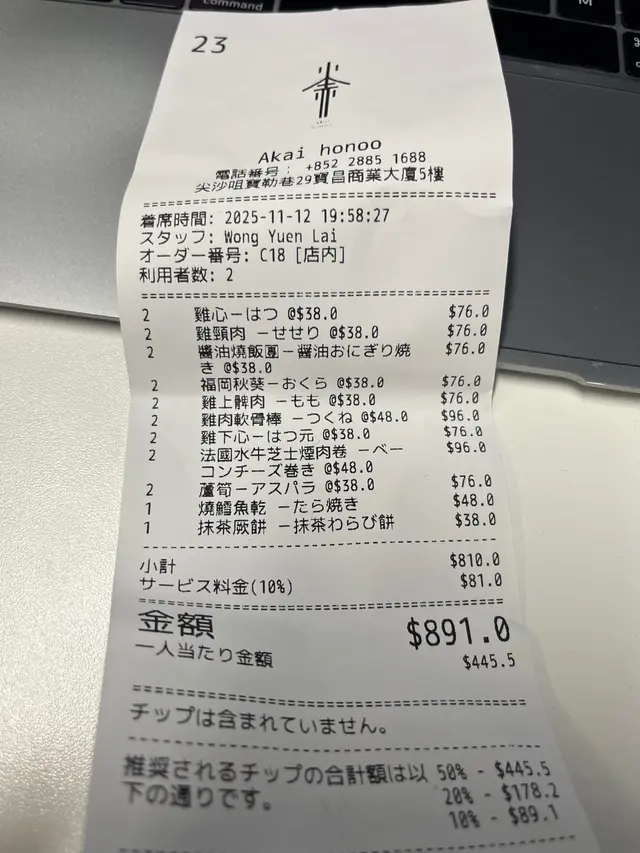 command
M
23
Akai honoo
電話番号： +852 2885 1688
尖沙咀寶勒巷29寶昌商業大廈5樓
着席時間: 2025-11-12 19:58:27
スタッフ: Wong Yuen Lai
オーダー番号: C18 [店内]
利用者数: 2
2 雞心－はつ @$38.0 $76.0
2 雞頸肉 －せせり @$38.0 $76.0
2 醬油燒飯團－醤油おにぎり焼 $76.0
き @$38.0
2 福岡秋葵－おくら @$38.0 $76.0
2 雞上髀肉 －もも @$38.0 $76.0
2 雞肉軟骨棒 －つくね @$48.0 $96.0
2 雞下心－はつ元 @$38.0 $76.0
2 法國水牛芝士煙肉卷 －ベー $96.0
コンチーズ巻き @$48.0
2 蘆筍－アスパラ @$38.0 $76.0
1 燒鱈魚乾 －たら焼き $48.0
1 抹茶蕨餅 －抹茶わらび餅 $38.0
小計 $810.0
サービス料金(10%) $81.0
金額 $891.0
一人当たり金額 $445.5
チップは含まれていません。
推奨されるチップの合計額は以 50% - $445.5
下の通りです。 20% - $178.2
10% - $89.1